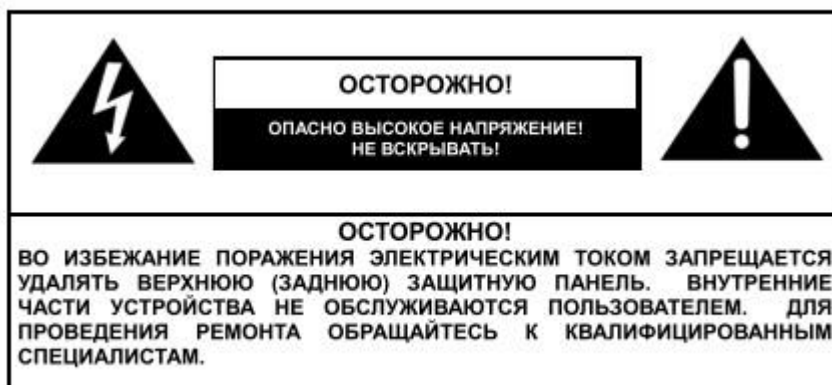 ОСТОРОЖНО!
ОПАСНО ВЫСОКОЕ НАПРЯЖЕНИЕ!
НЕ ВСКРЫВАТЬ!
ОСТОРОЖНО!
ВО ИЗБЕЖАНИЕ ПОРАЖЕНИЯ ЭЛЕКТРИЧЕСКИМ ТОКОМ ЗАПРЕЩАЕТСЯ
УДАЛЯТЬ ВЕРХНЮЮ (ЗАДНЮЮ) ЗАЩИТНУЮ ПАНЕЛЬ. ВНУТРЕННИЕ
ЧАСТИ УСТРОЙСТВА НЕ ОБСЛУЖИВАЮТСЯ ПОЛЬЗОВАТЕЛЕМ. ДЛЯ
ПРОВЕДЕНИЯ РЕМОНТА ОБРАЩАЙТЕСЬ К КВАЛИФИЦИРОВАННЫМ
СПЕЦИАЛИСТАМ.